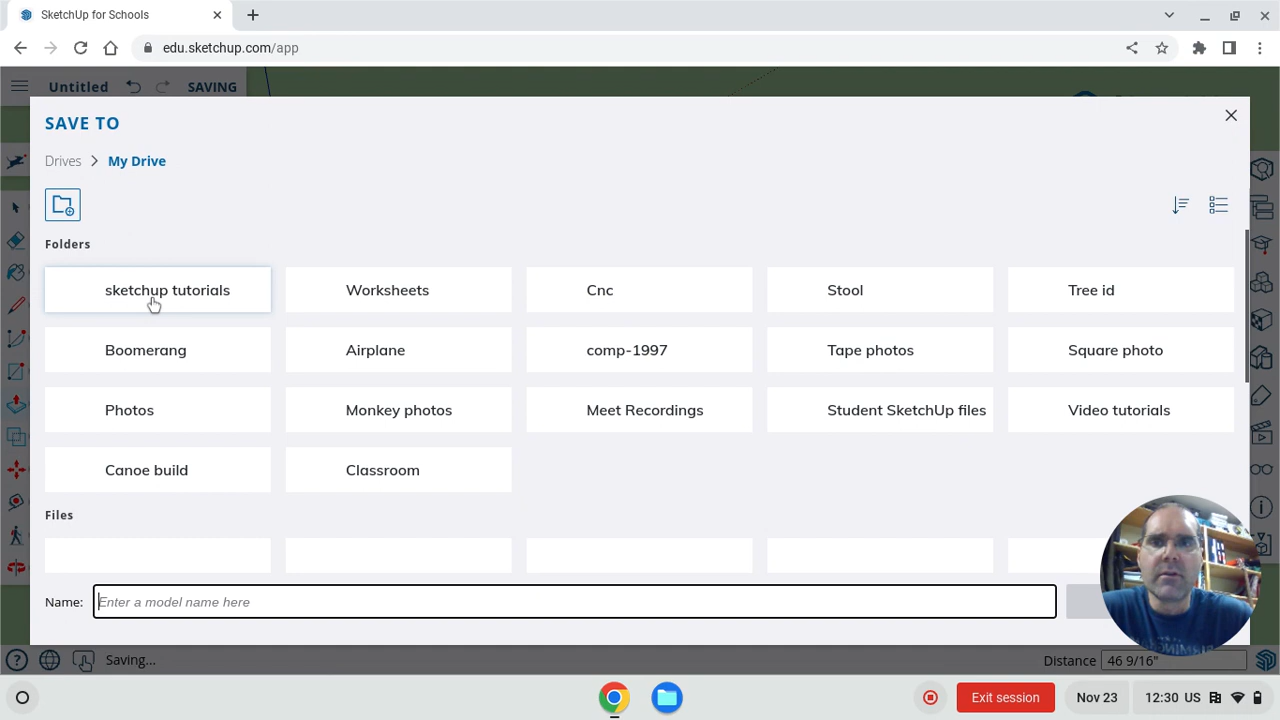 SketchUp for Schools
edu.sketchup.com/app
Untitled
SAVING
SAVE TO
Drives
My Drive
Folders
sketchup tutorials
Worksheets
Cnc
Stool
Tree id
Boomerang
Airplane
comp-1997
Tape photos
Square photo
Photos
Monkey photos
Meet Recordings
Student SketchUp files
Video tutorials
Canoe build
Classroom
Files
Name:
Enter a model name here
Saving...
Distance
46 9/16"
Exit session
Nov 23
12:30 US